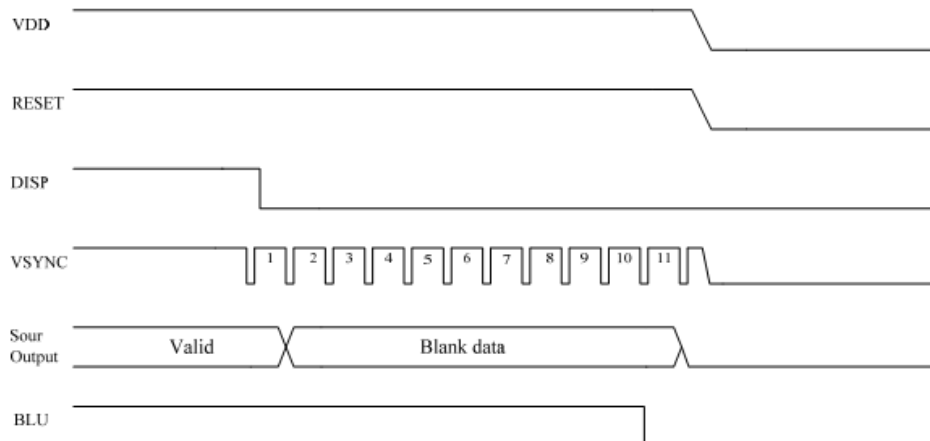 VDD
RESET
DISP
VSYNC 1 2 3 4 5 6 7 8 9 10 11
Sour
Output
Valid Blank data
BLU